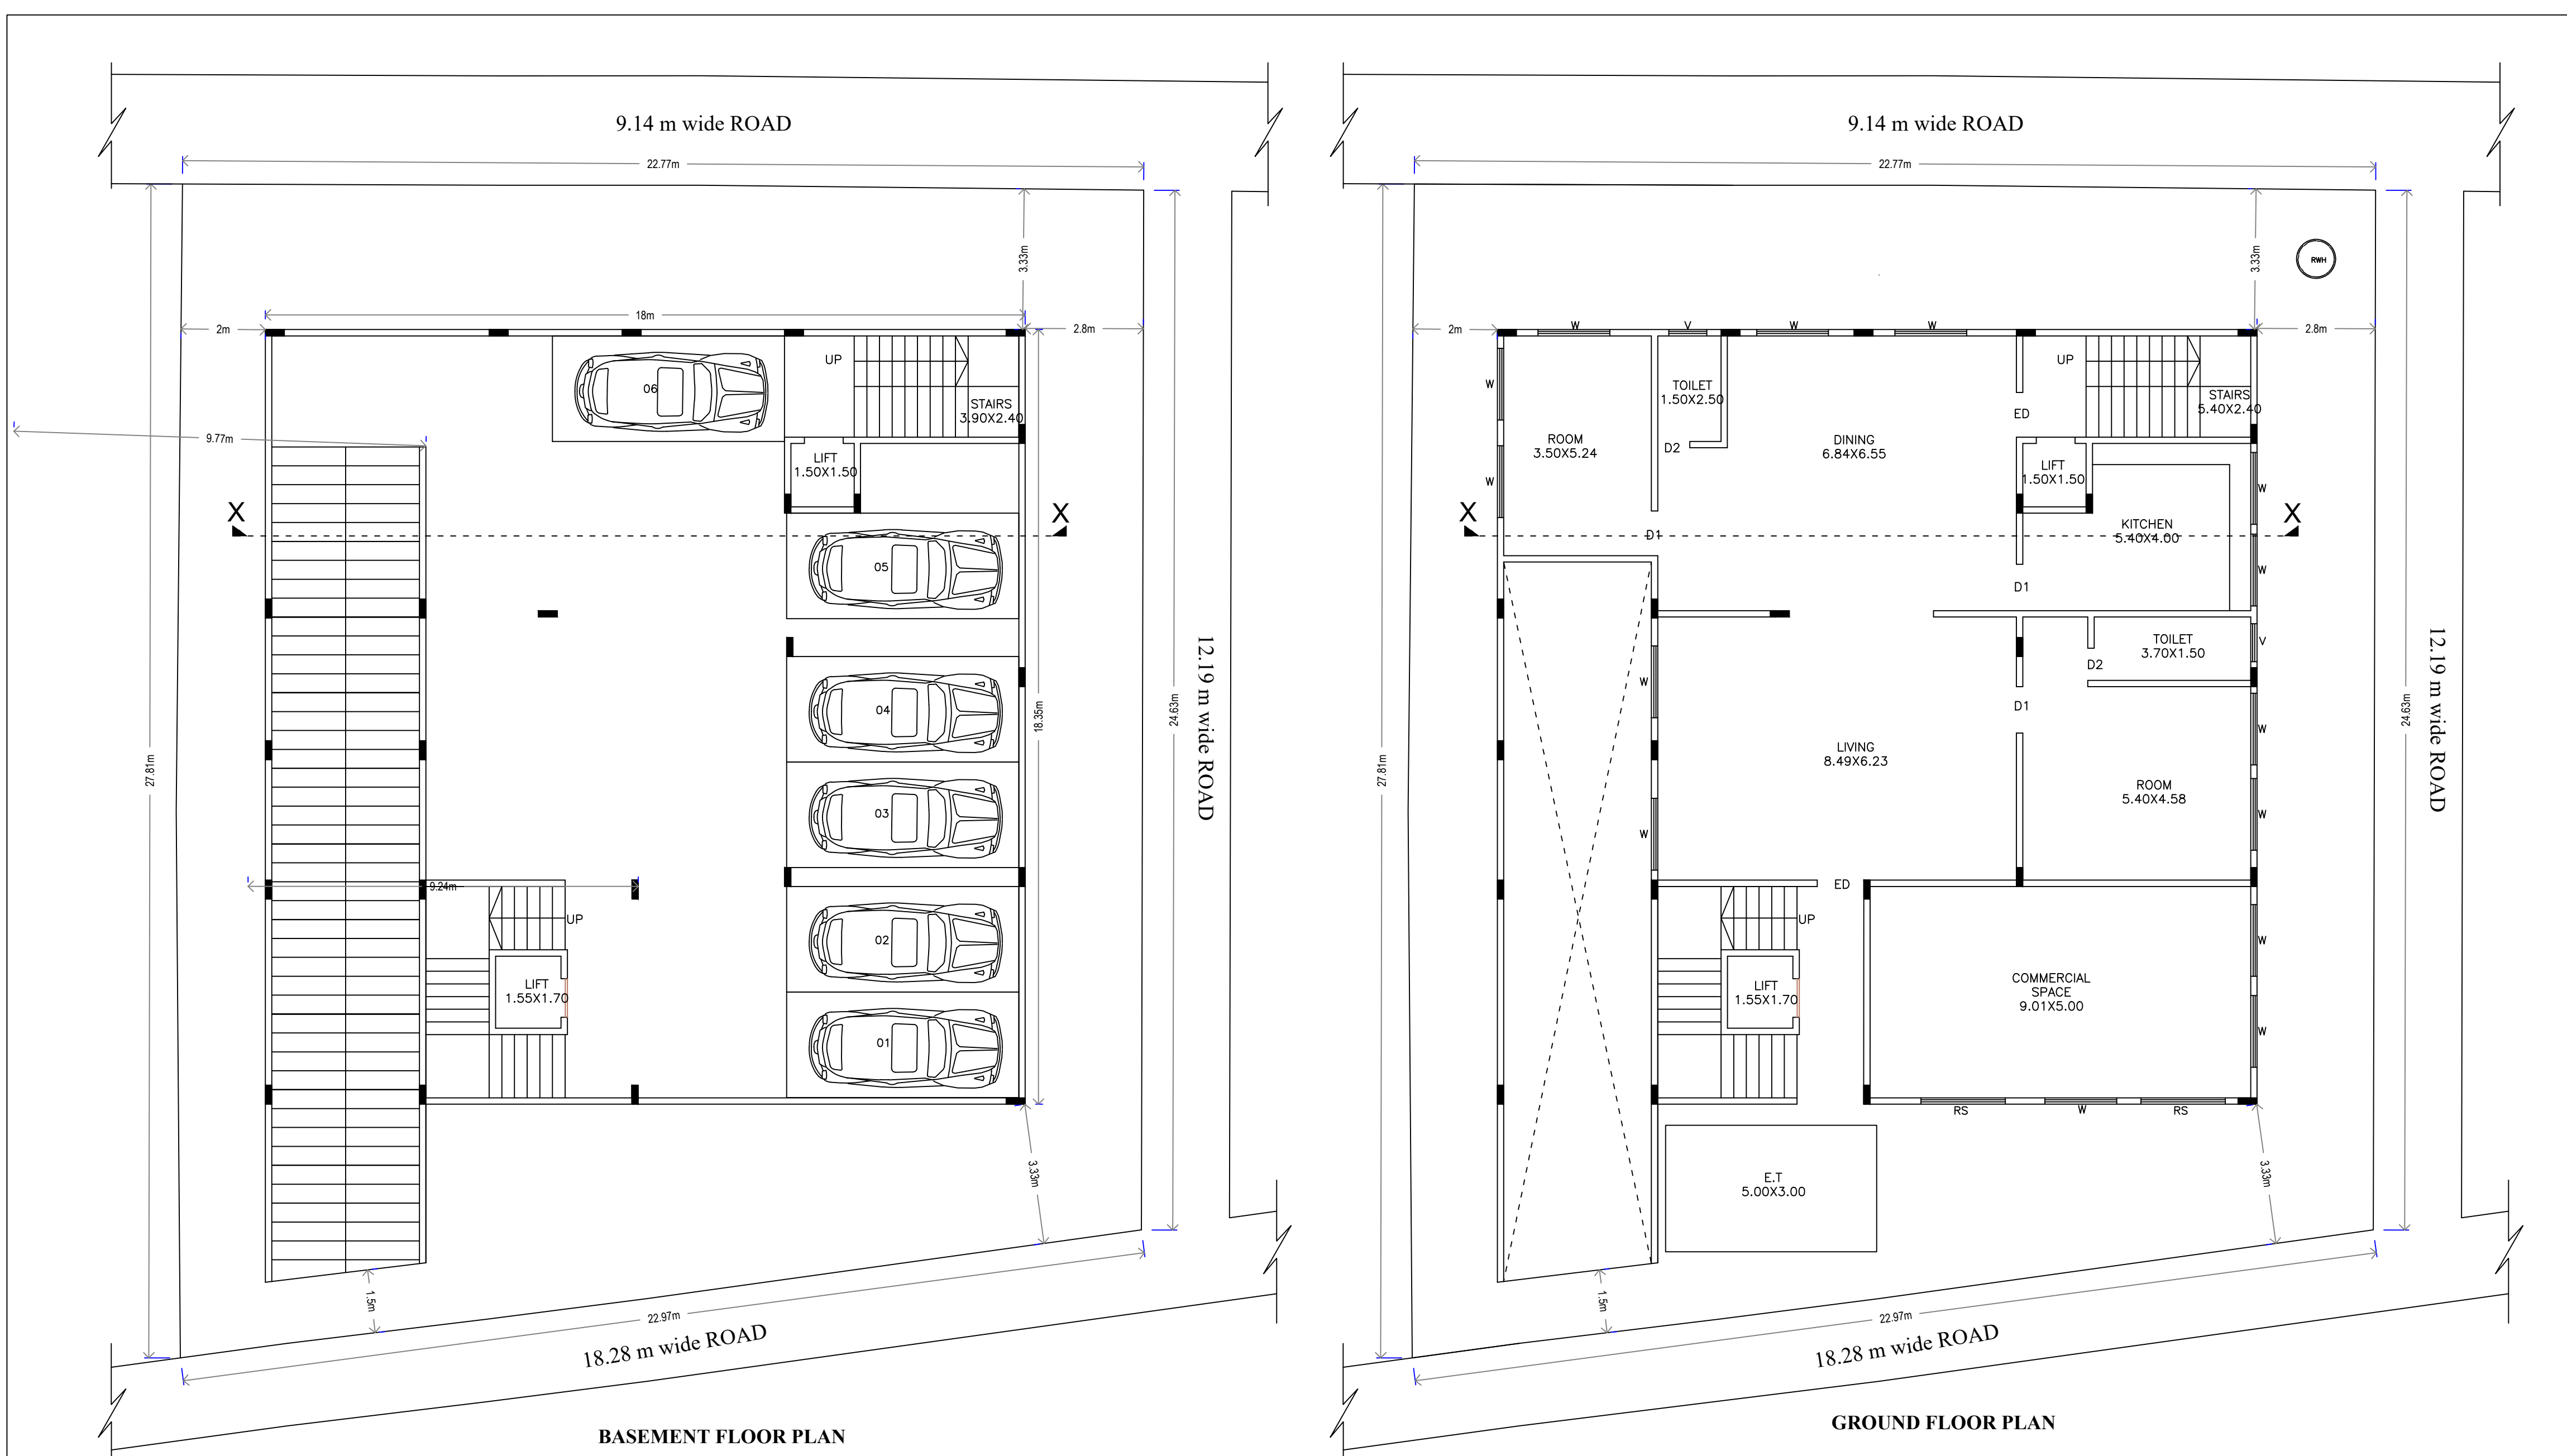 9.14 m wide ROAD
22.77m
3.33m
18m
2m
2.8m
UP
06
STAIRS
3.90X2.40
9.77m
LIFT
1.50X1.50
X
X
05
12.19 m wide ROAD
24.63m
18.35m
27.81m
04
03
9.24m
UP
02
LIFT
1.55X1.70
01
3.33m
1.5m
22.97m
18.28 m wide ROAD
BASEMENT FLOOR PLAN
9.14 m wide ROAD
22.77m
3.33m
RWH
2m
W
V
W
W
2.8m
UP
W
TOILET
1.50X2.50
STAIRS
5.40X2.40
ED
ROOM
3.50X5.24
D2
DINING
6.84X6.55
LIFT
1.50X1.50
W
W
X
X
D1
KITCHEN
5.40X4.00
W
D1
TOILET
3.70X1.50
V
D2
W
D1
W
12.19 m wide ROAD
24.63m
27.81m
LIVING
8.49X6.23
ROOM
5.40X4.58
W
W
ED
UP
W
LIFT
1.55X1.70
COMMERCIAL
SPACE
9.01X5.00
W
RS
W
RS
E.T
5.00X3.00
3.33m
1.5m
22.97m
18.28 m wide ROAD
GROUND FLOOR PLAN